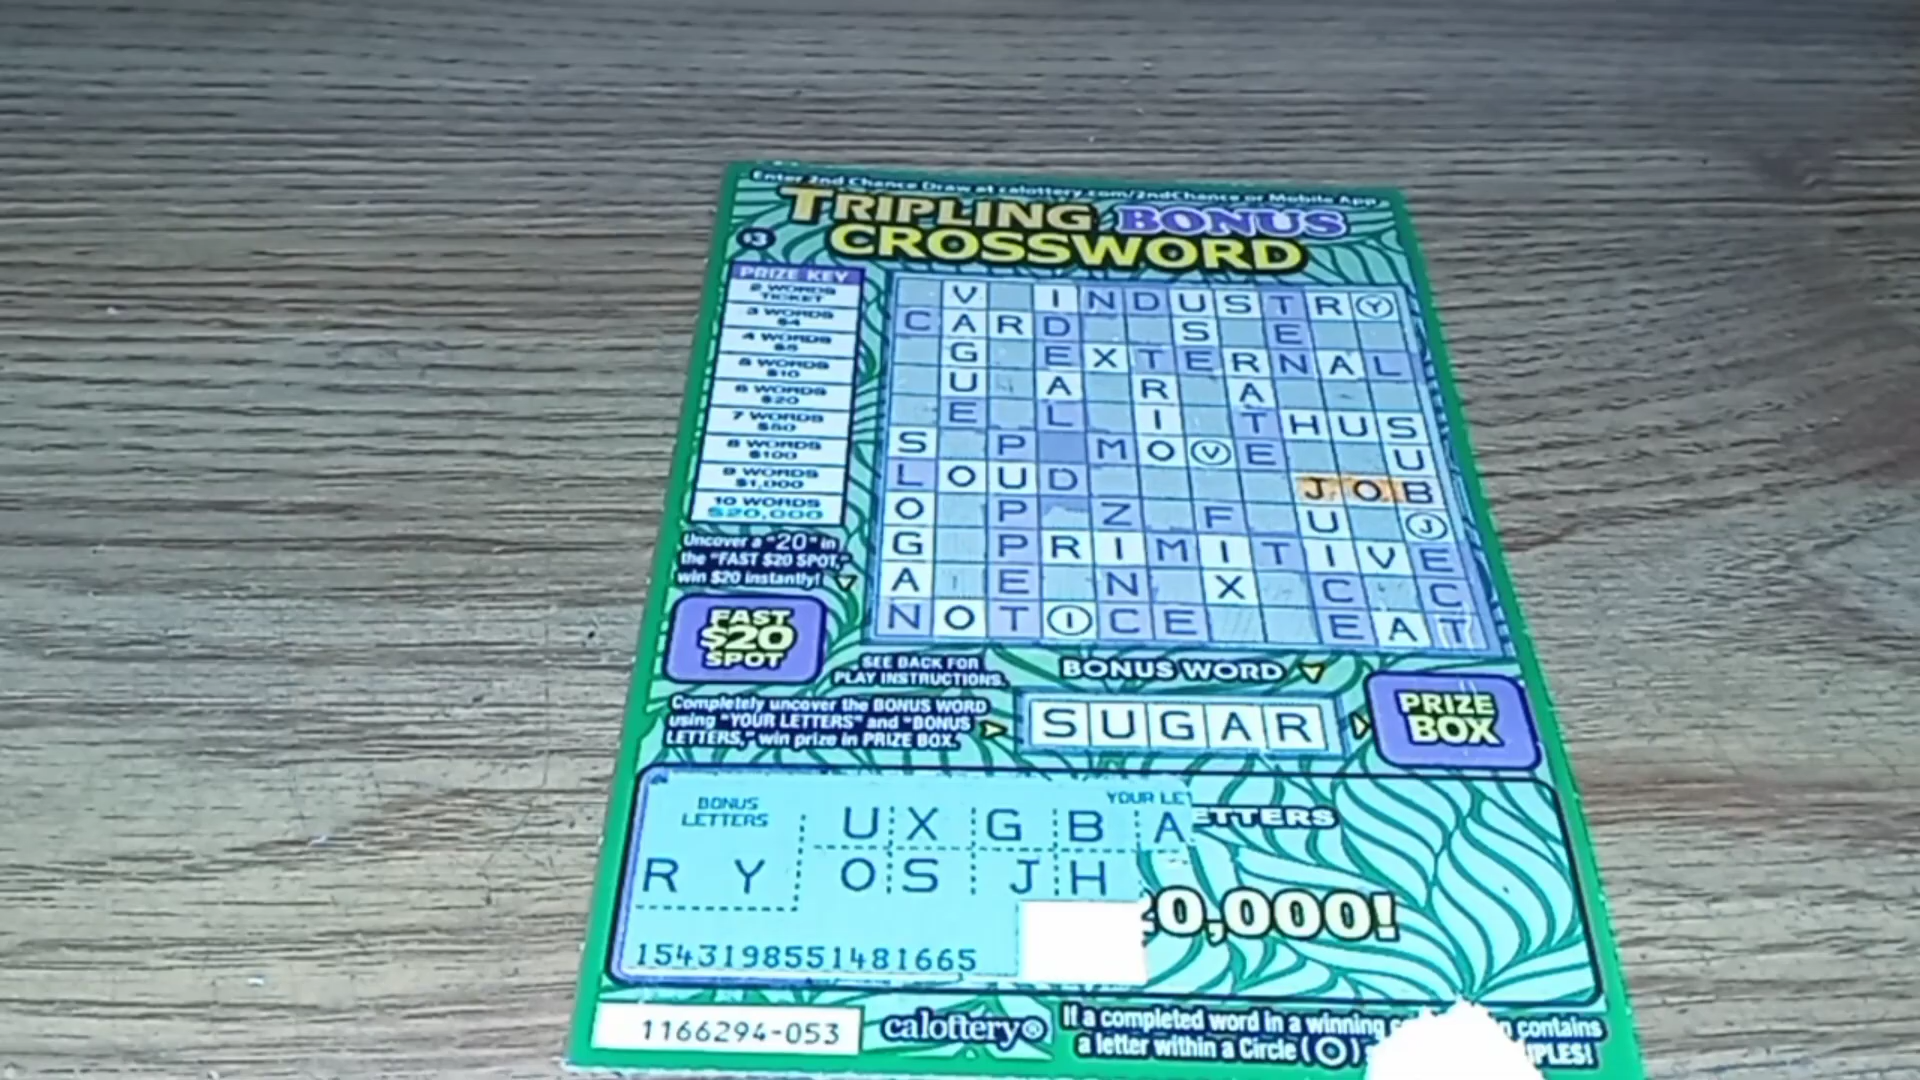 Enter 2nd Chance Draw at calottery.com/2ndChance or Mobile App
TRIPLING BONUS
$3 CROSSWORD
PRIZE KEY
2 WORDS
TICKET
3 WORDS
$4
4 WORDS
$5
5 WORDS
$10
6 WORDS
$20
7 WORDS
$50
8 WORDS
$100
9 WORDS
$1,000
10 WORDS
$20,000
V I N D U S T R Y
C A R D S E
G E X T E R N A L
U A R A
E L I T H U S
S P M O V E U
L O U D J O B
O P Z F U J
G P R I M I T I V E
A E N X C C
N O T I C E E A T
Uncover a "20" in
the "FAST $20 SPOT,"
win $20 instantly!
FAST
$20
SPOT
SEE BACK FOR
PLAY INSTRUCTIONS.
BONUS WORD
Completely uncover the BONUS WORD
using "YOUR LETTERS" and "BONUS
LETTERS," win prize in PRIZE BOX.
S U G A R
PRIZE
BOX
BONUS
LETTERS
YOUR LE
ETTERS
U X G B A
R Y O S J H
20,000!
1543198551481665
1166294-053
calottery®
If a completed word in a winning contains
a letter within a Circle (O)